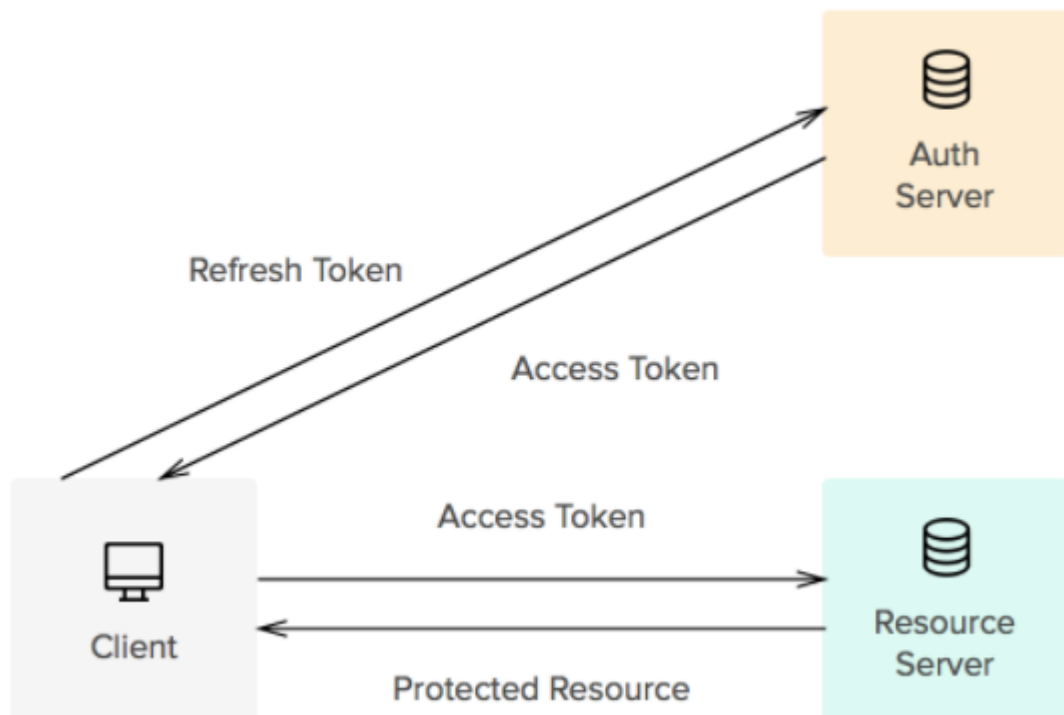 Auth
Server
Refresh Token
Access Token
Access Token
Client
Resource
Server
Protected Resource